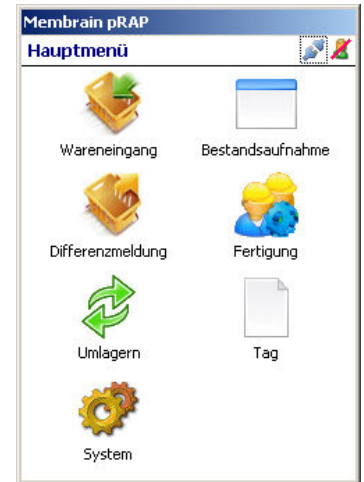 Membrain pRAP
Hauptmenü
Wareneingang
Bestandsaufnahme
Differenzmeldung
Fertigung
Umlagern
Tag
System